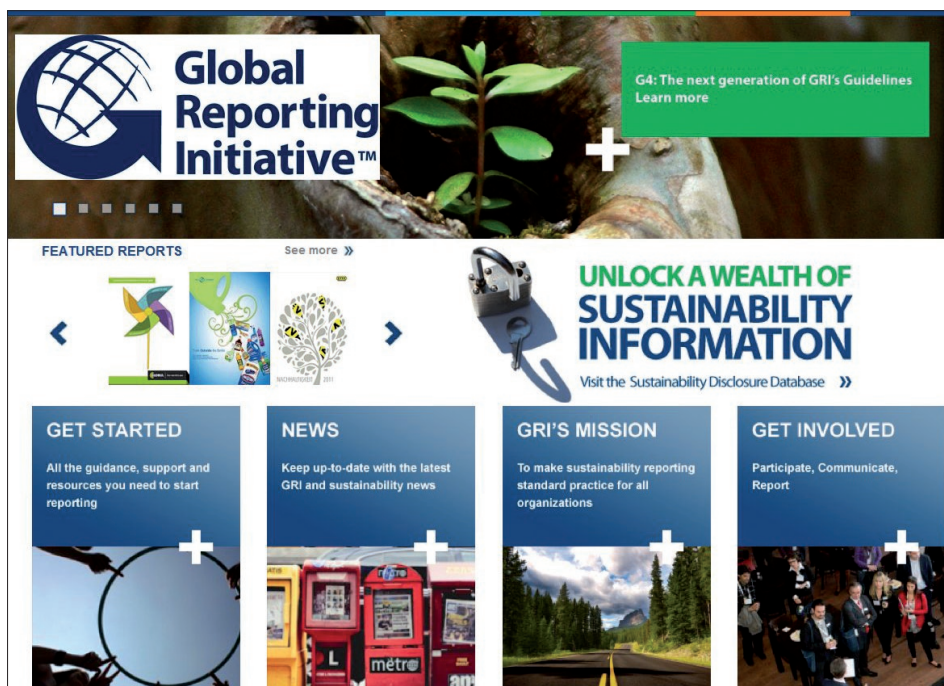 Global
Reporting
Initiative™
G4: The next generation of GRI's Guidelines
Learn more
FEATURED REPORTS
See more »
UNLOCK A WEALTH OF
SUSTAINABILITY
INFORMATION
Visit the Sustainability Disclosure Database »
GET STARTED
All the guidance, support and
resources you need to start
reporting
NEWS
Keep up-to-date with the latest
GRI and sustainability news
GRI'S MISSION
To make sustainability reporting
standard practice for all
organizations
GET INVOLVED
Participate, Communicate,
Report
metro
L
métro